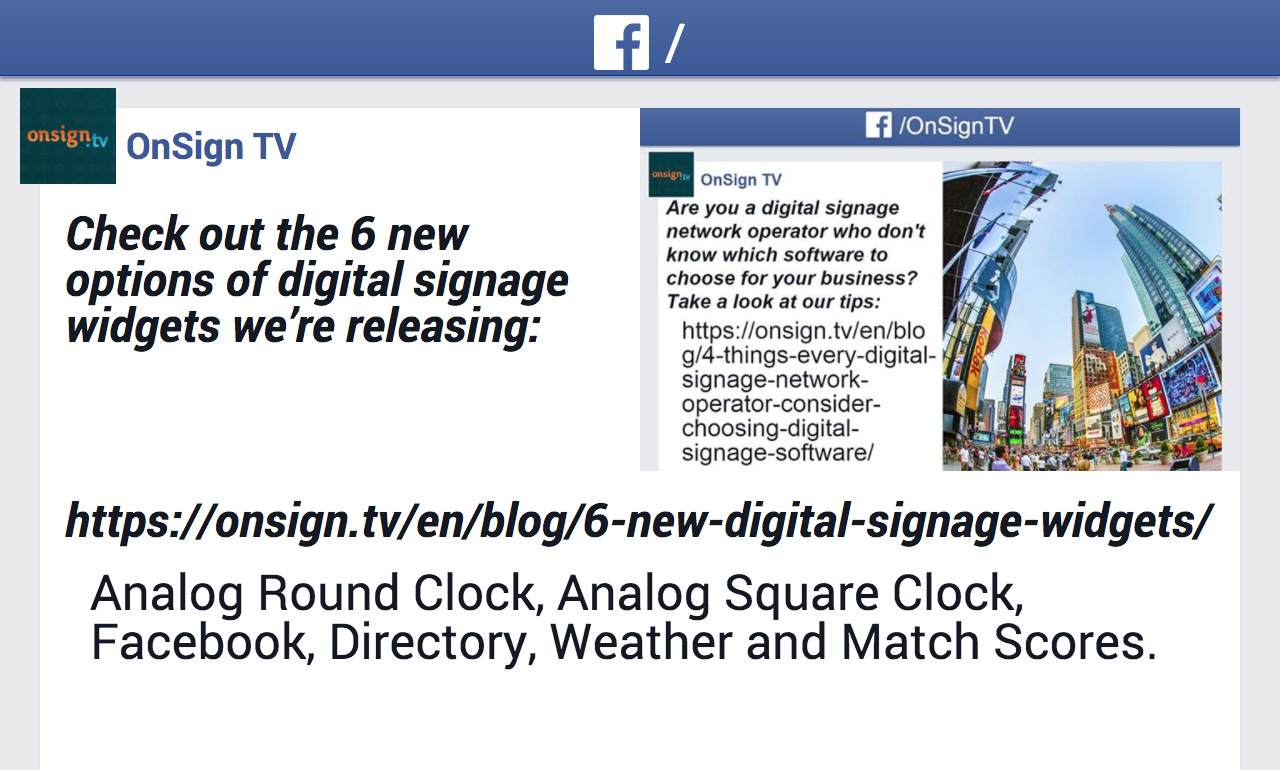 f /
onsign.tv
OnSign TV
Check out the 6 new
options of digital signage
widgets we're releasing:
f /OnSignTV
onsign.tv
OnSign TV
Are you a digital signage
network operator who don't
know which software to
choose for your business?
Take a look at our tips:
https://onsign.tv/en/blo
g/4-things-every-digital-
signage-network-
operator-consider-
choosing-digital-
signage-software/
Kodak
https://onsign.tv/en/blog/6-new-digital-signage-widgets/
Analog Round Clock, Analog Square Clock,
Facebook, Directory, Weather and Match Scores.